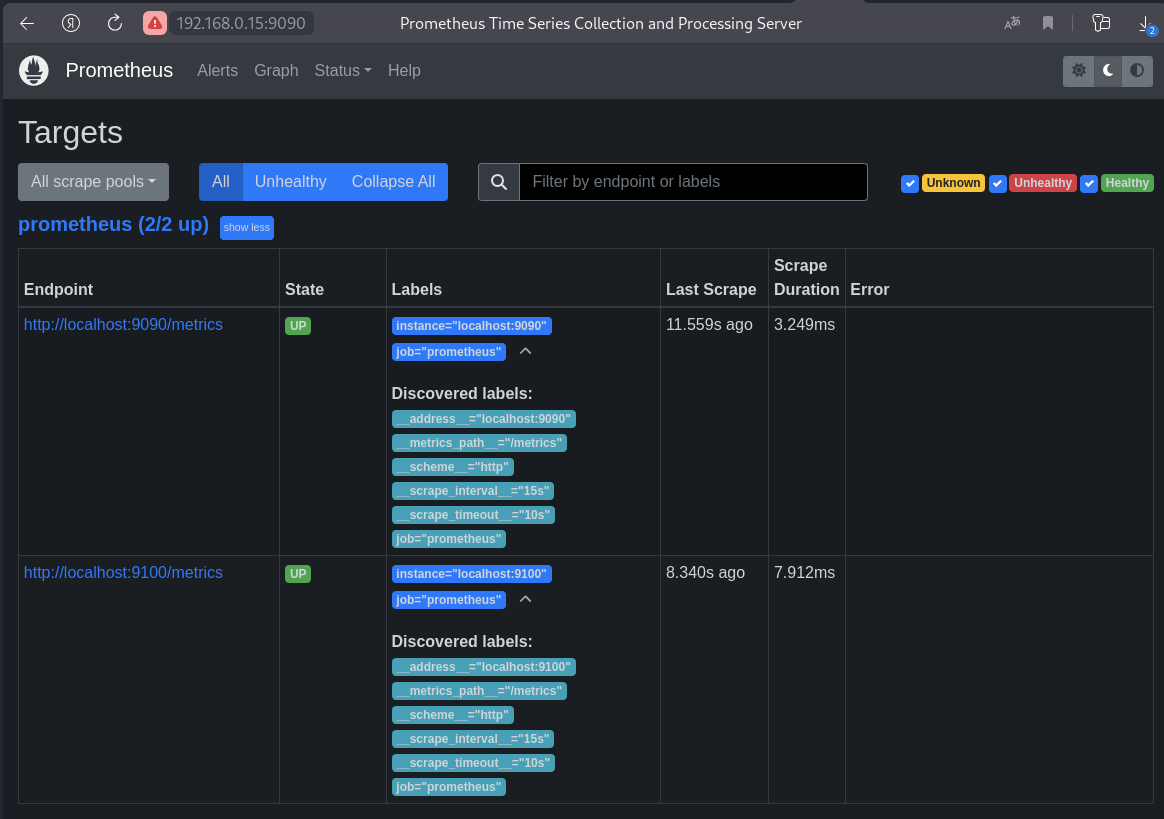 192.168.0.15:9090 Prometheus Time Series Collection and Processing Server 2
Prometheus Alerts Graph Status Help
Targets
All scrape pools All Unhealthy Collapse All Filter by endpoint or labels Unknown Unhealthy Healthy
prometheus (2/2 up) show less
Scrape
Endpoint State Labels Last Scrape Duration Error
http://localhost:9090/metrics UP instance="localhost:9090" 11.559s ago 3.249ms
job="prometheus"
Discovered labels:
__address__="localhost:9090"
__metrics_path__="/metrics"
__scheme__="http"
__scrape_interval__="15s"
__scrape_timeout__="10s"
job="prometheus"
http://localhost:9100/metrics UP instance="localhost:9100" 8.340s ago 7.912ms
job="prometheus"
Discovered labels:
__address__="localhost:9100"
__metrics_path__="/metrics"
__scheme__="http"
__scrape_interval__="15s"
__scrape_timeout__="10s"
job="prometheus"